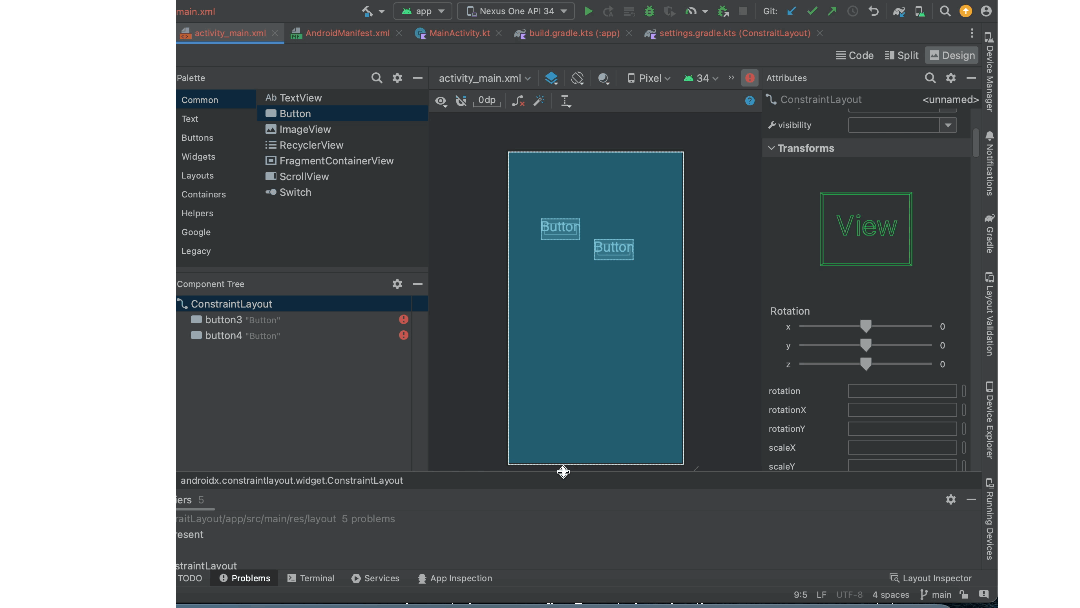 main.xml app Nexus One API 34 Git:
activity_main.xml AndroidManifest.xml MainActivity.kt build.gradle.kts (:app) settings.gradle.kts (ConstraitLayout)
Code Split Design
Palette activity_main.xml Pixel 34 Attributes
Common Ab TextView 0dp ConstraintLayout <unnamed>
Text Button
Buttons ImageView visibility
Widgets RecyclerView Transforms
Layouts FragmentContainerView
Containers ScrollView
Helpers Switch
Google
Legacy
View
Button
Button
Component Tree
ConstraintLayout
button3 "Button"
button4 "Button"
Rotation
x 0
y 0
z 0
rotation
rotationX
rotationY
scaleX
scaleY
androidx.constraintlayout.widget.ConstraintLayout
iers 5
raitLayout/app/src/main/res/layout 5 problems
resent
straintLayout
TODO Problems Terminal Services App Inspection Layout Inspector
9:5 LF UTF-8 4 spaces main
Device Manager
Notifications
Gradle
Layout Validation
Device Explorer
Running Devices